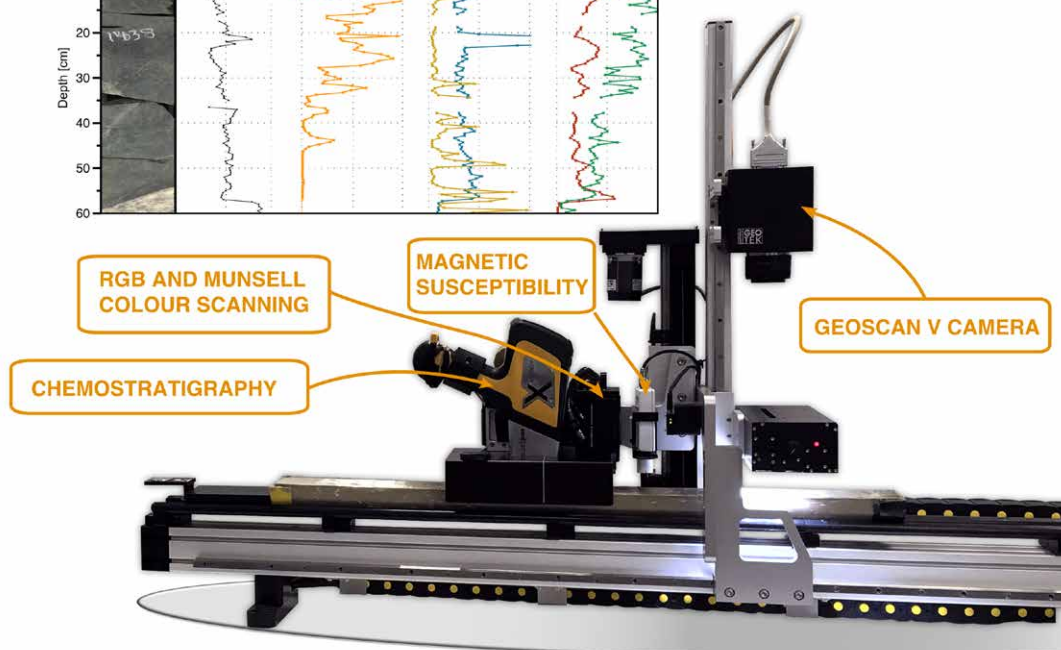 20
30
40
50
60
Depth [cm]
RGB AND MUNSELL
COLOUR SCANNING
MAGNETIC
SUSCEPTIBILITY
GEO
TEK
GEOSCAN V CAMERA
CHEMOSTRATIGRAPHY
X